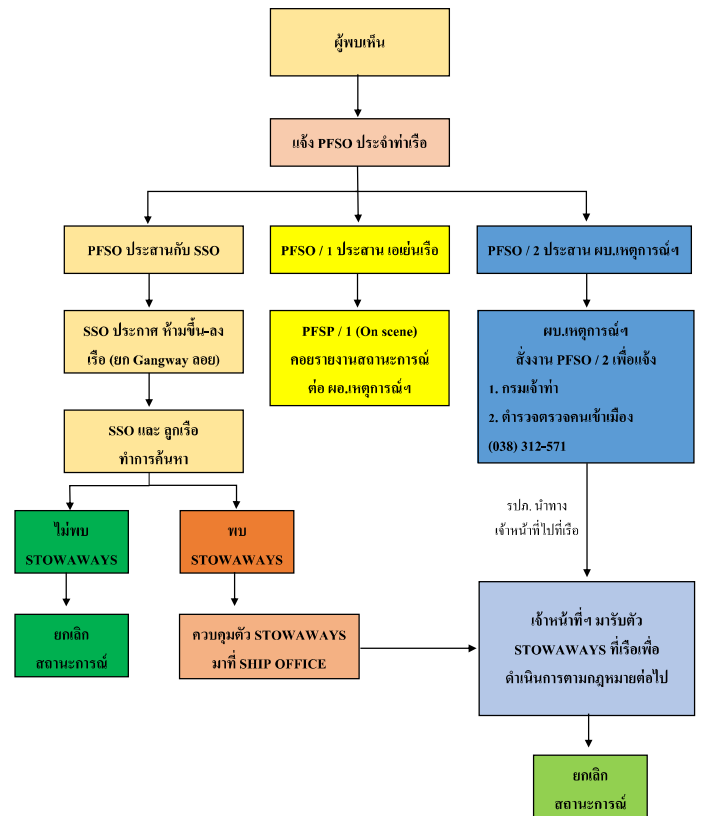 ผู้พบเห็น
แจ้ง PFSO ประจำท่าเรือ
PFSO ประสานกับ SSO
PFSO / 1 ประสาน เอเย่นเรือ
PFSO / 2 ประสาน ผบ.เหตุการณ์ฯ
SSO ประกาศ ห้ามขึ้น-ลง
เรือ (ยก Gangway ลอย)
PFSP / 1 (On scene)
คอยรายงานสถานะการณ์
ต่อ ผอ.เหตุการณ์ฯ
ผบ.เหตุการณ์ฯ
สั่งงาน PFSO / 2 เพื่อแจ้ง
1. กรมเจ้าท่า
2. ตำรวจตรวจคนเข้าเมือง
(038) 312-571
SSO และ ลูกเรือ
ทำการค้นหา
รปภ. นำทาง
เจ้าหน้าที่ไปที่เรือ
ไม่พบ
STOWAWAYS
พบ
STOWAWAYS
ยกเลิก
สถานะการณ์
ควบคุมตัว STOWAWAYS
มาที่ SHIP OFFICE
เจ้าหน้าที่ฯ มารับตัว
STOWAWAYS ที่เรือเพื่อ
ดำเนินการตามกฎหมายต่อไป
ยกเลิก
สถานะการณ์